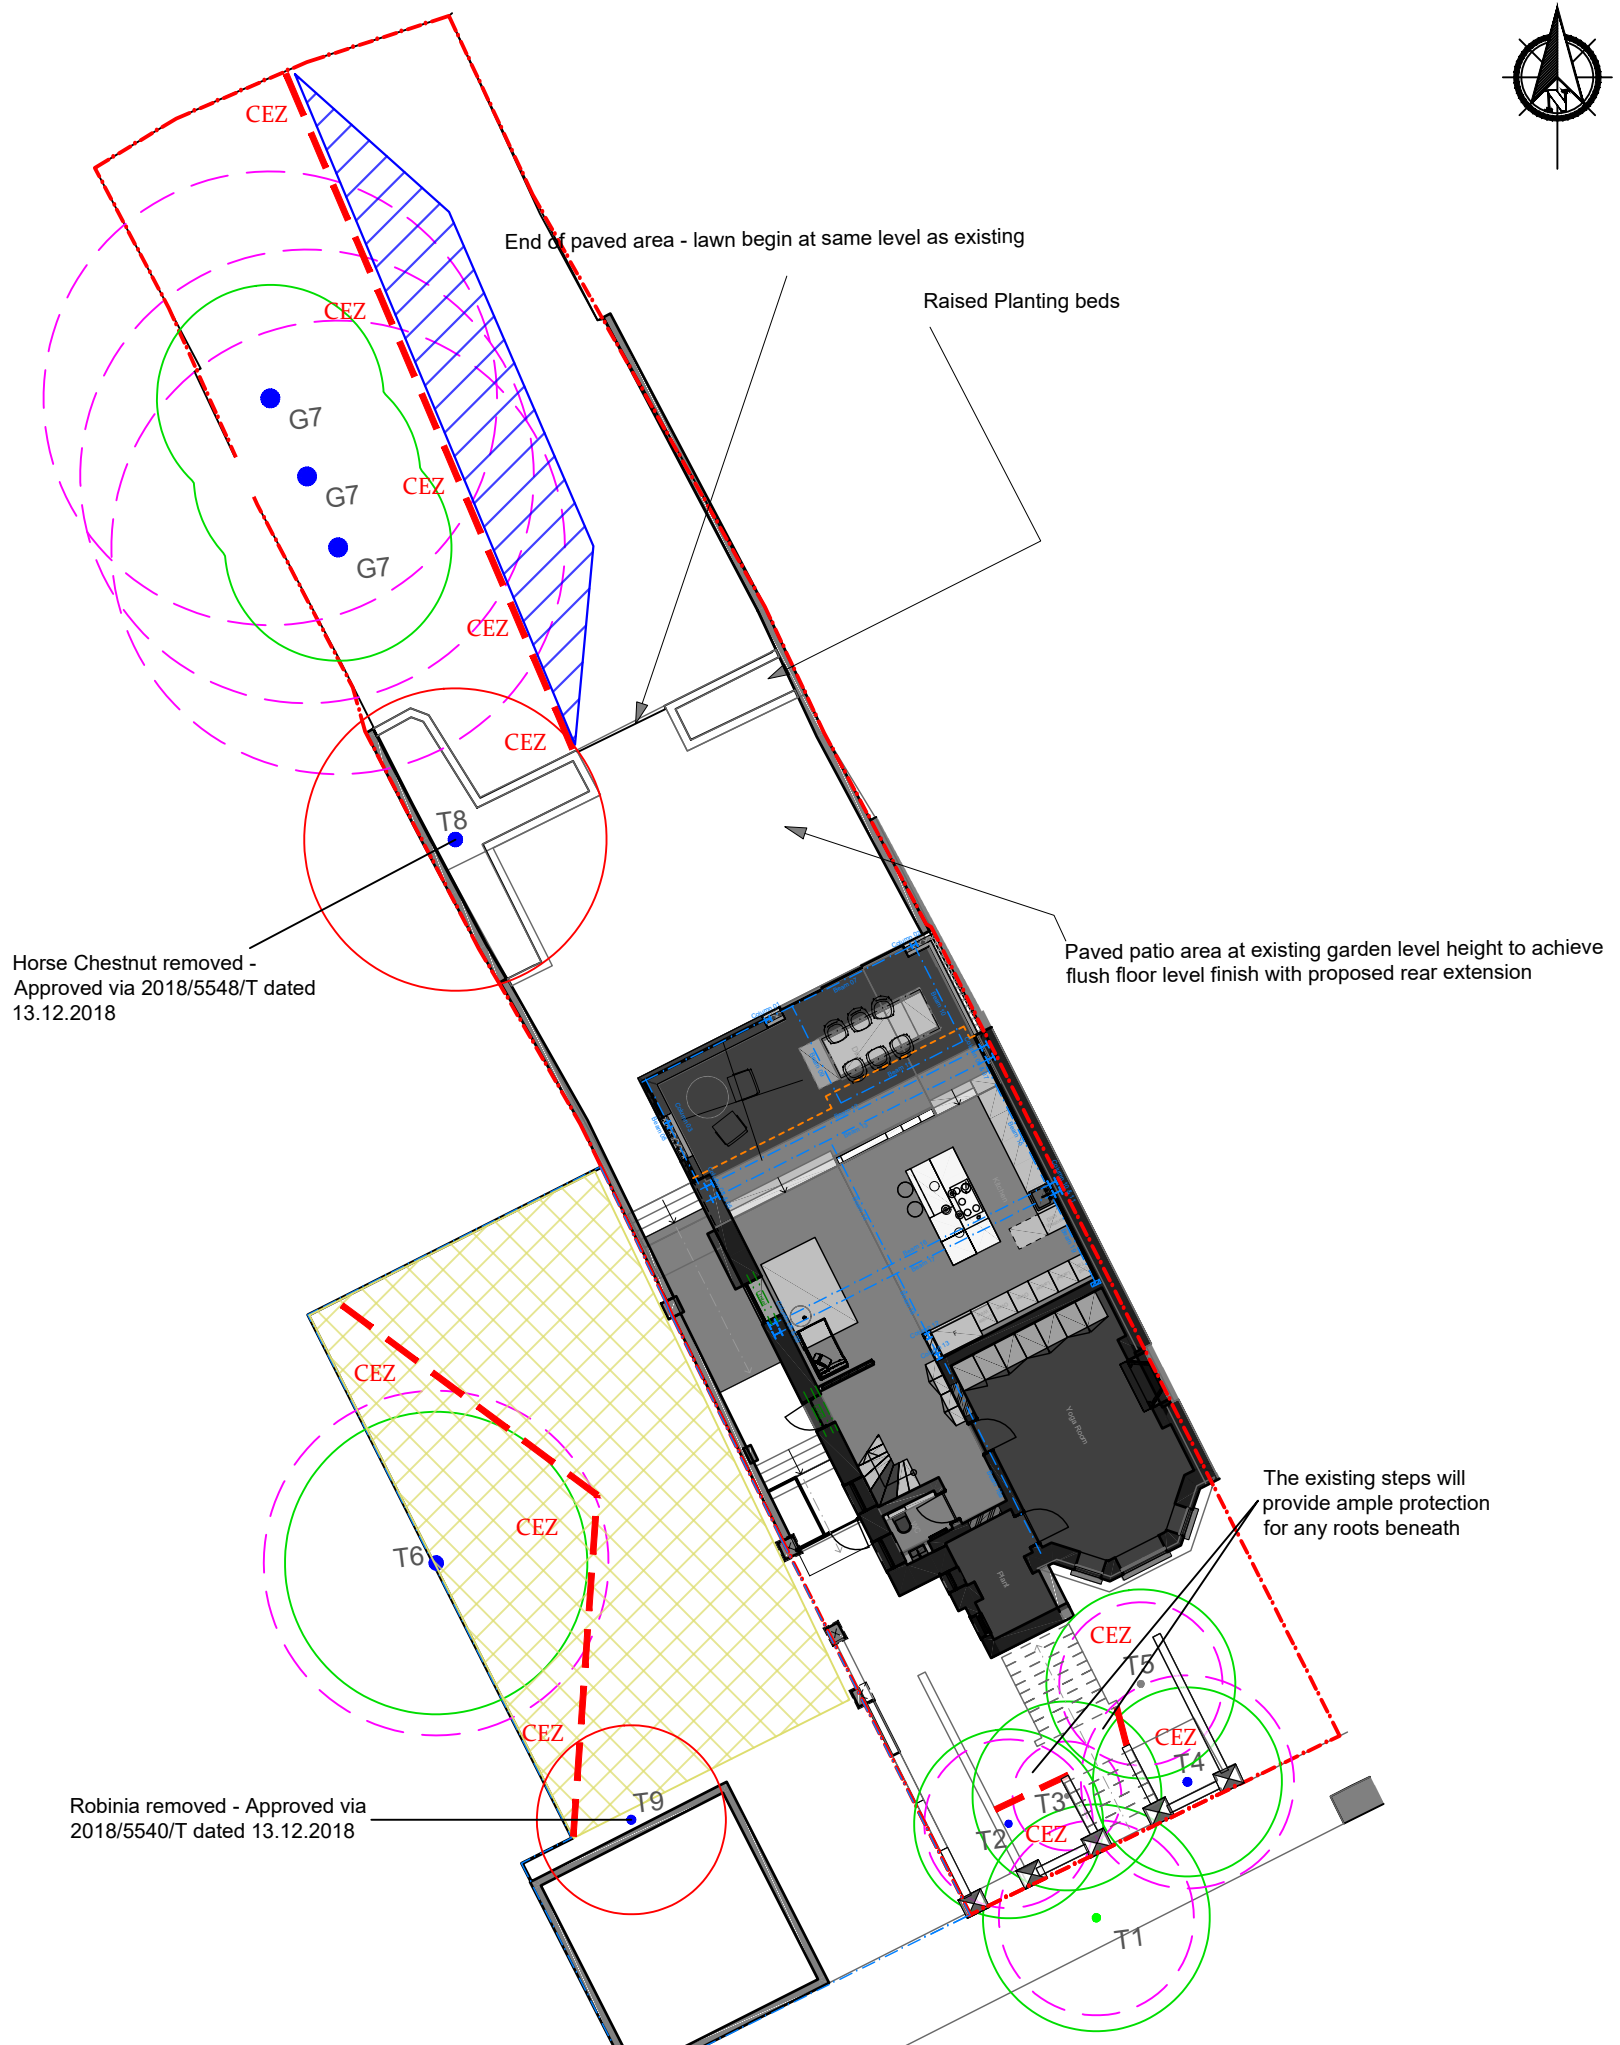 N
CEZ
End of paved area - lawn begin at same level as existing
Raised Planting beds
CEZ
G7
CEZ
G7
G7
CEZ
CEZ
T8
Horse Chestnut removed -
Approved via 2018/5548/T dated
13.12.2018
Paved patio area at existing garden level height to achieve
flush floor level finish with proposed rear extension
CEZ
Yoga Room
The existing steps will
provide ample protection
for any roots beneath
CEZ
T6
Plant
CEZ
T5
CEZ
CEZ
T4
T9
T3
CEZ
T2
Robinia removed - Approved via
2018/5540/T dated 13.12.2018
T1